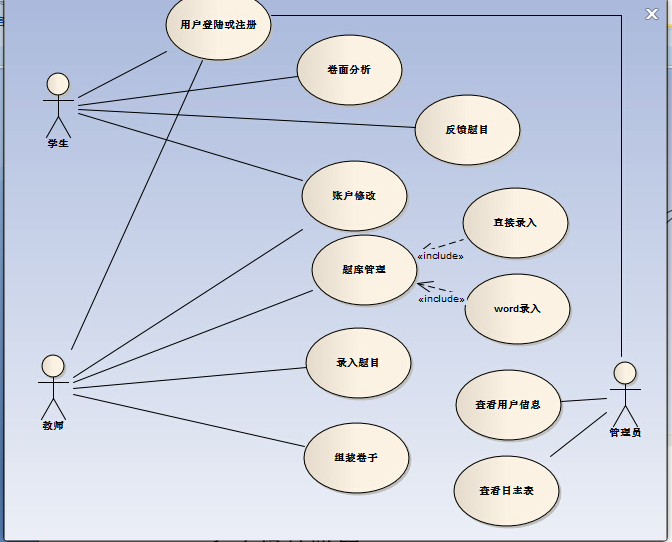 用户登陆或注册
卷面分析
学生
反馈题目
账户修改
直接录入
«include»
题库管理
«include»
word录入
录入题目
教师
查看用户信息
管理员
组装卷子
查看日志表